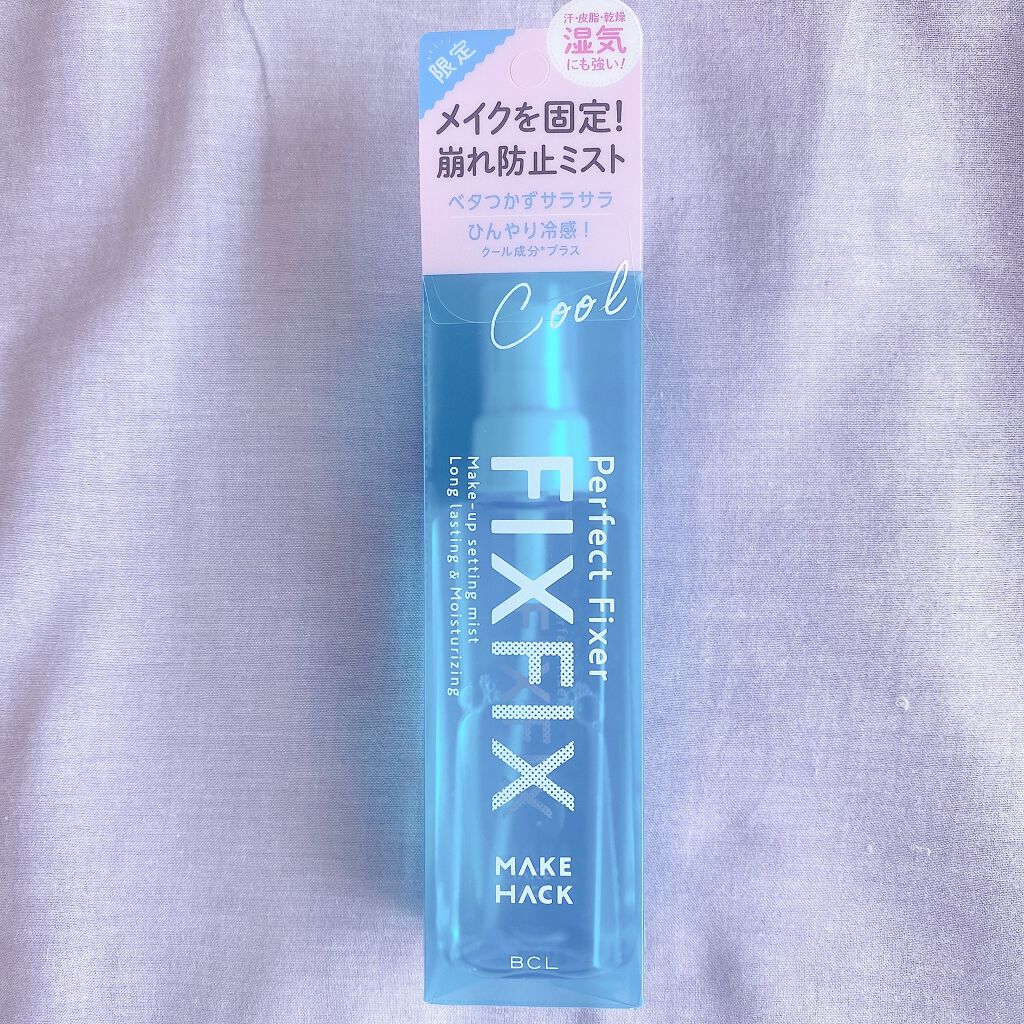 汗・皮脂・乾燥
湿気
にも強い!
限定
メイクを固定!
崩れ防止ミスト
ベタつかずサラサラ
ひんやり冷感!
クール成分*プラス
Cool
Perfect Fixer
FIXFIX
Make-up setting mist
Long lasting & Moisturizing
MAKE
HACK
BCL